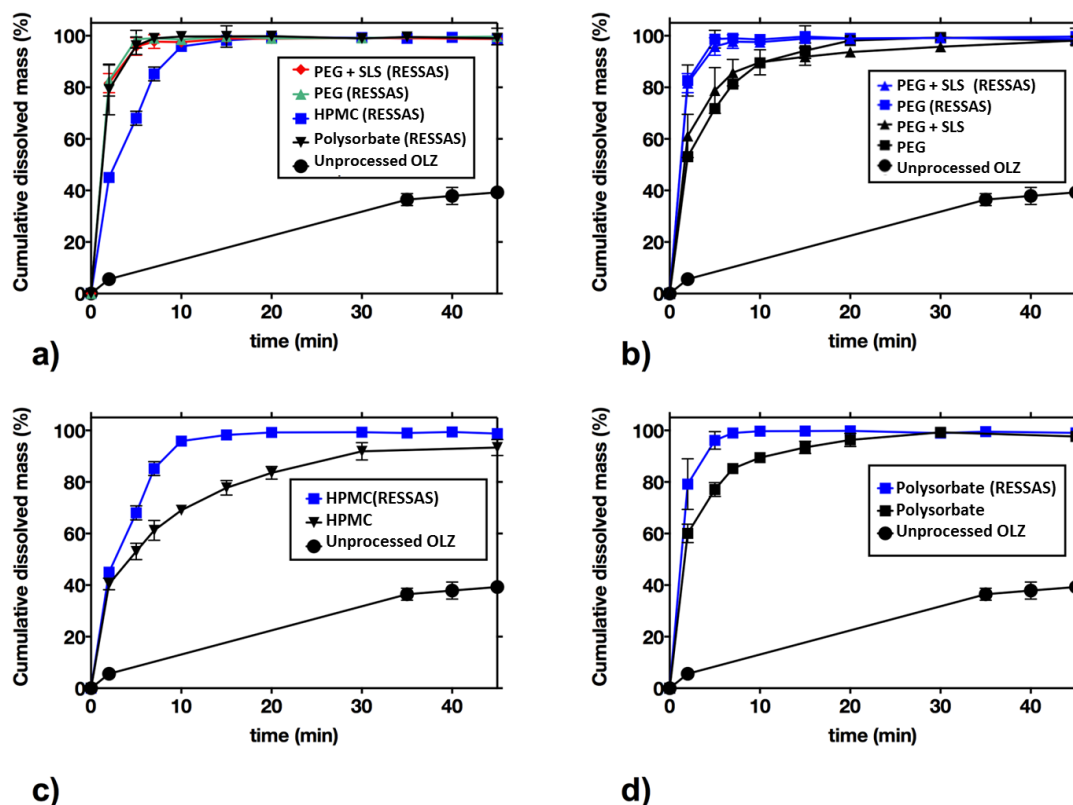 Cumulative dissolved mass (%)
100
80
60
40
20
0
PEG + SLS (RESSAS)
PEG (RESSAS)
HPMC (RESSAS)
Polysorbate (RESSAS)
Unprocessed OLZ
0 10 20 30 40
time (min)
a)
Cumulative dissolved mass (%)
100
80
60
40
20
0
PEG + SLS (RESSAS)
PEG (RESSAS)
PEG + SLS
PEG
Unprocessed OLZ
0 10 20 30 40
time (min)
b)
Cumulative dissolved mass (%)
100
80
60
40
20
0
HPMC(RESSAS)
HPMC
Unprocessed OLZ
0 10 20 30 40
time (min)
c)
Cumulative dissolved mass (%)
100
80
60
40
20
0
Polysorbate (RESSAS)
Polysorbate
Unprocessed OLZ
0 10 20 30 40
time (min)
d)